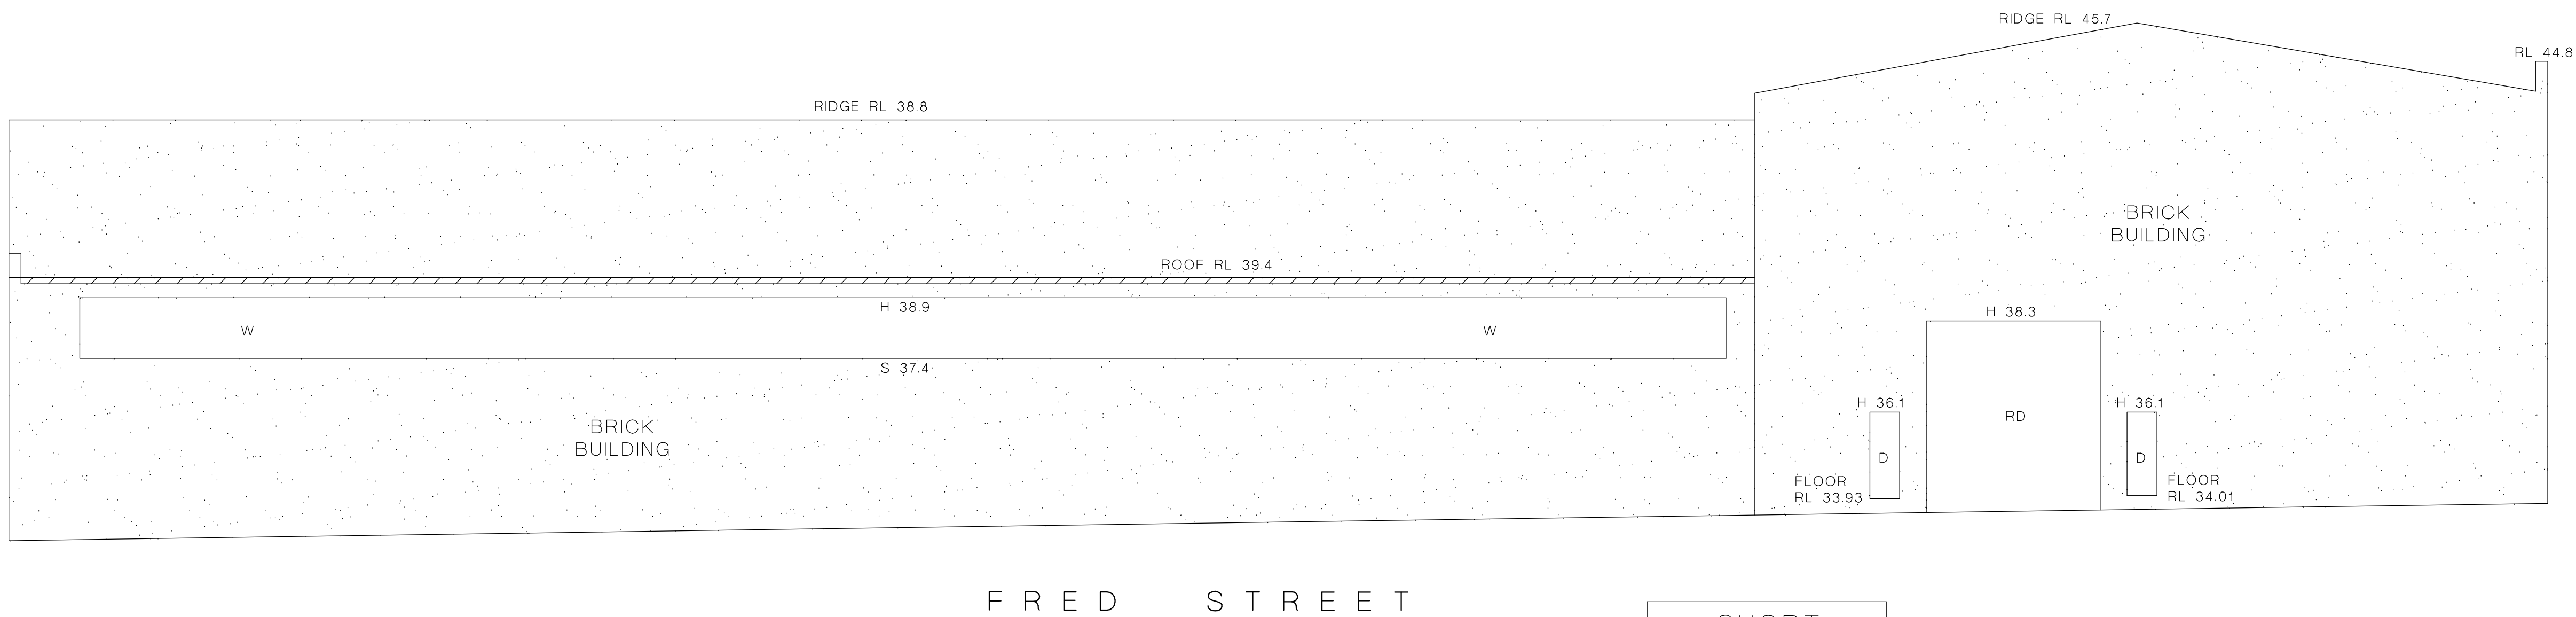 RIDGE RL 45.7
RL 44.8
RIDGE RL 38.8
BRICK
BUILDING
ROOF RL 39.4
H 38.9
W
W
S 37.4
H 38.3
H 36.1
H 36.1
RD
BRICK
BUILDING
D
D
FLOOR
RL 33.93
FLOOR
RL 34.01
FRED STREET